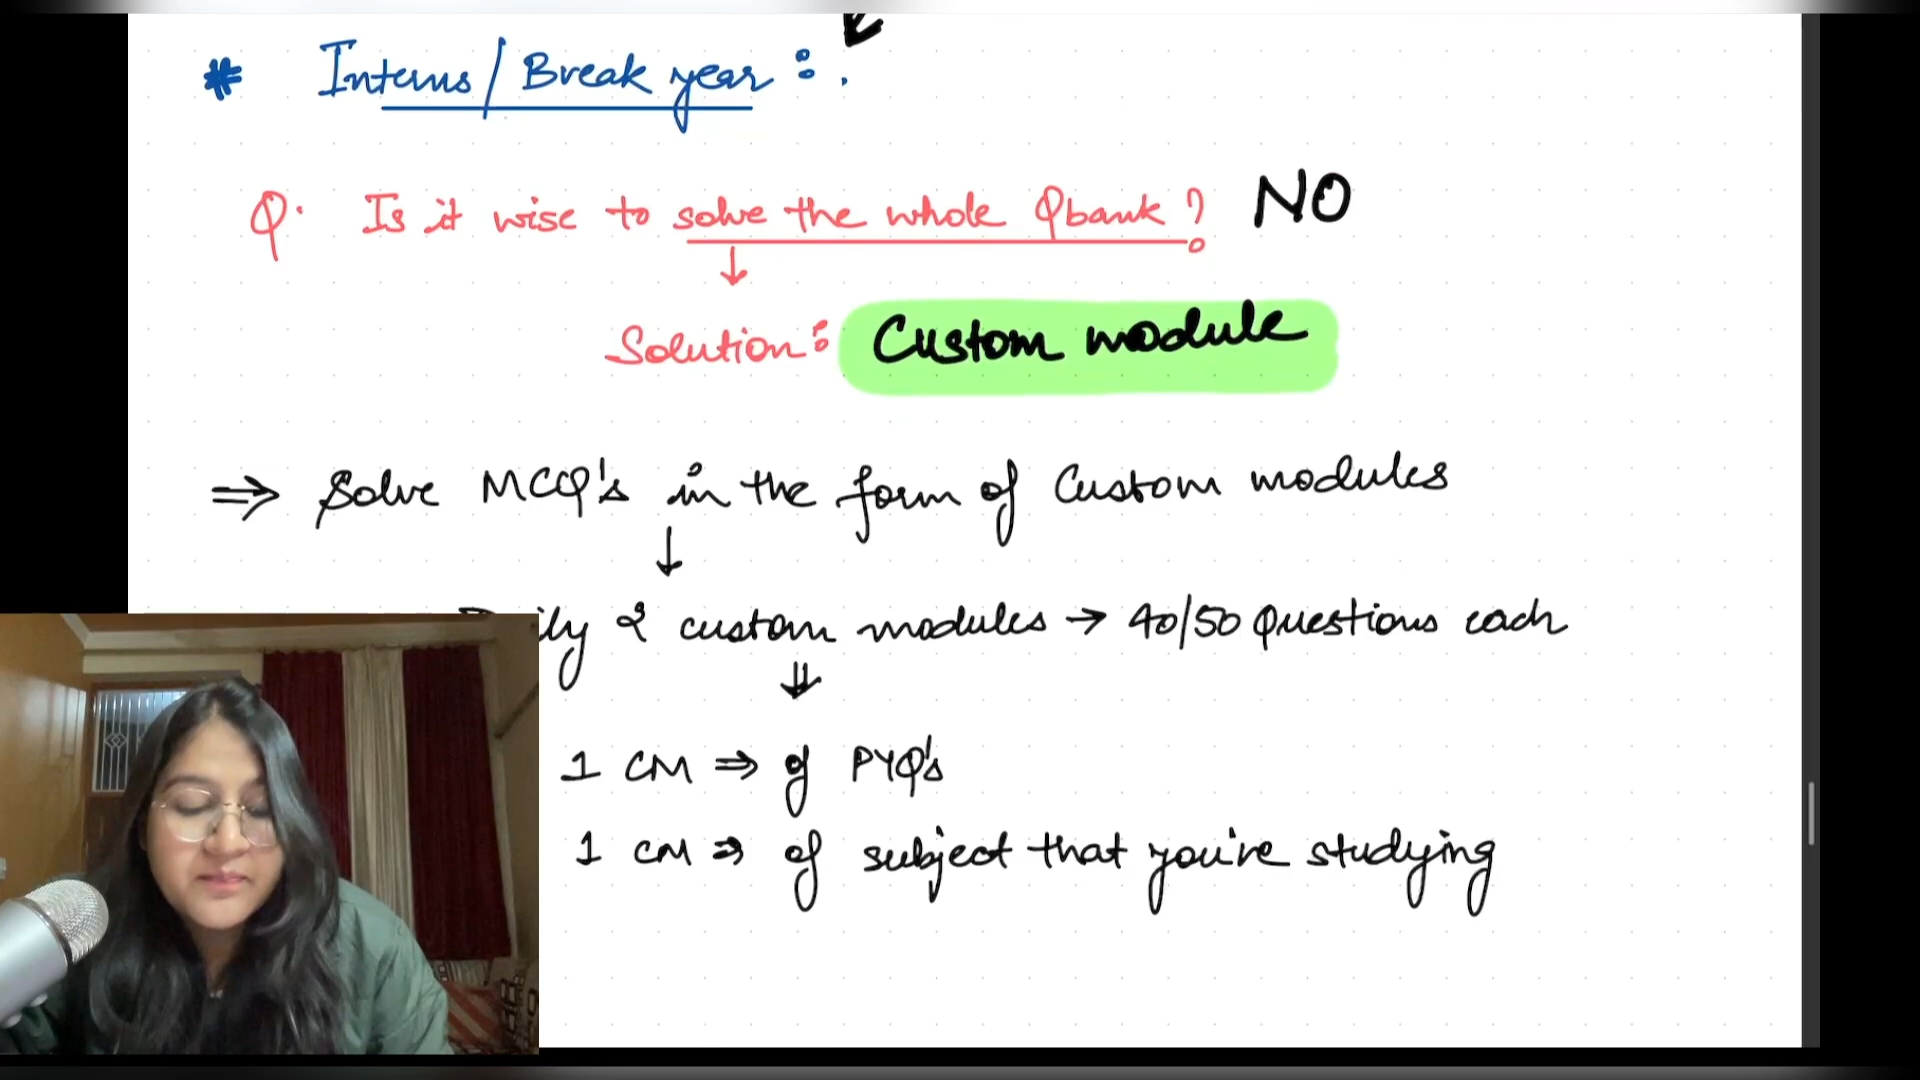 * Interns / Break year :.
Q. Is it wise to solve the whole Qbank? NO
↓
Solution: Custom module
⇒ Solve MCQ's in the form of Custom modules
↓
2 custom modules → 40/50 Questions each
⇓
1 CM ⇒ of PYQ's
1 CM ⇒ of subject that you're studying